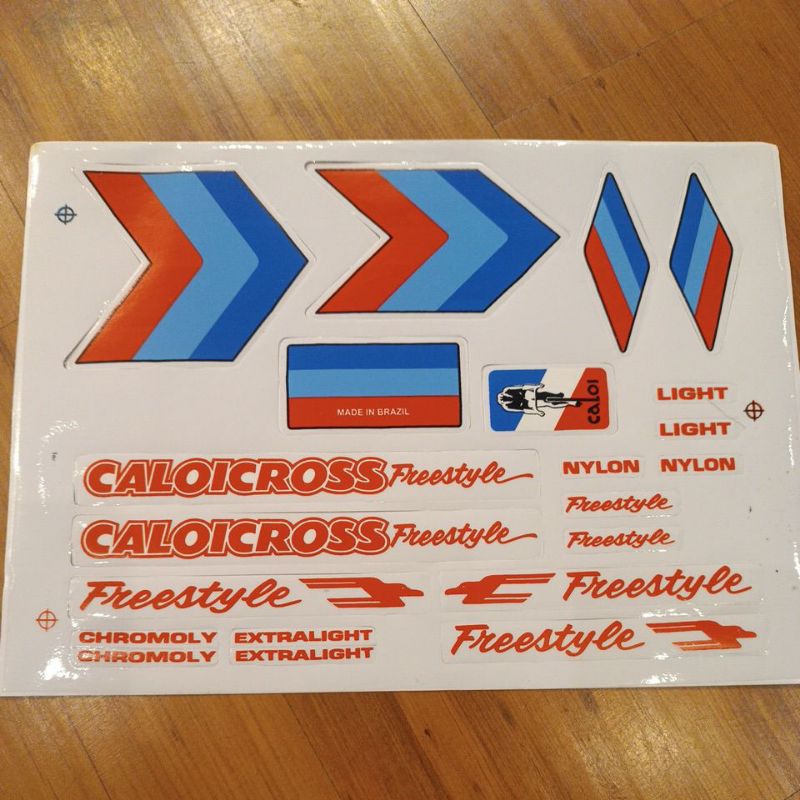 MADE IN BRAZIL
CALOI
LIGHT
LIGHT
NYLON NYLON
CALOICROSS Freestyle
Freestyle
CALOICROSS Freestyle
Freestyle
Freestyle
Freestyle
CHROMOLY EXTRALIGHT
CHROMOLY EXTRALIGHT
Freestyle